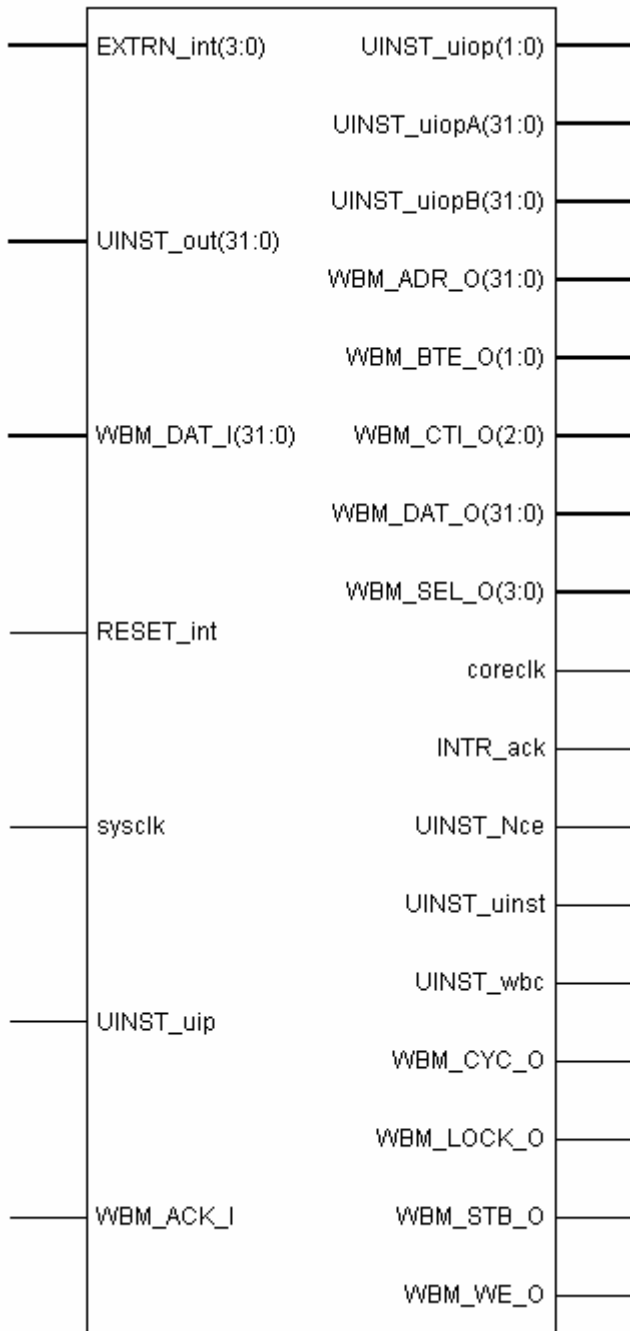 EXTRN_int(3:0) UINST_uiop(1:0)
UINST_uiopA(31:0)
UINST_uiopB(31:0)
UINST_out(31:0)
WBM_ADR_O(31:0)
WBM_BTE_O(1:0)
WBM_DAT_I(31:0) WBM_CTI_O(2:0)
WBM_DAT_O(31:0)
WBM_SEL_O(3:0)
RESET_int
coreclk
INTR_ack
sysclk UINST_Nce
UINST_uinst
UINST_wbc
UINST_uip
WBM_CYC_O
WBM_LOCK_O
WBM_ACK_I WBM_STB_O
WBM_WE_O